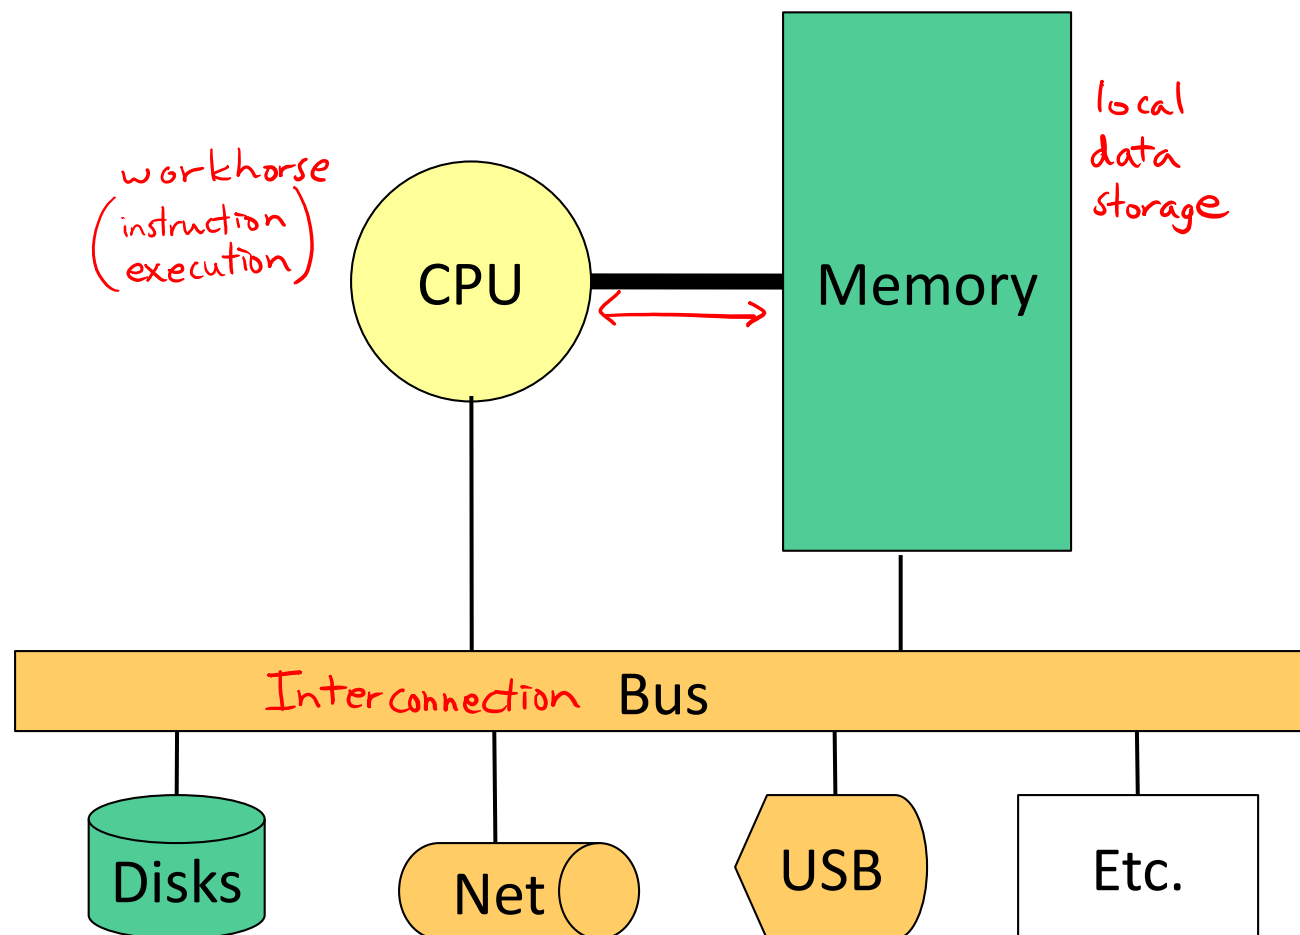 workhorse
(instruction
execution)
CPU
Memory
local
data
storage
Interconnection Bus
Disks
Net
USB
Etc.